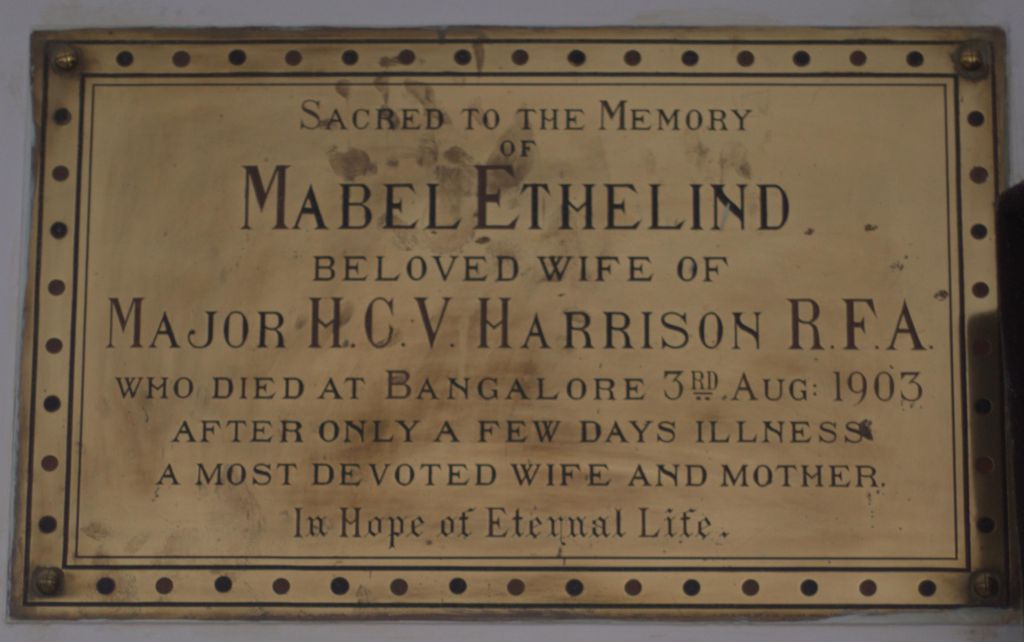 SACRED TO THE MEMORY
OF
MABEL ETHELIND
BELOVED WIFE OF
MAJOR H.C.V. HARRISON R.F.A.
WHO DIED AT BANGALORE 3RD. AUG: 1903
AFTER ONLY A FEW DAYS ILLNESS
A MOST DEVOTED WIFE AND MOTHER.
In Hope of Eternal Life.